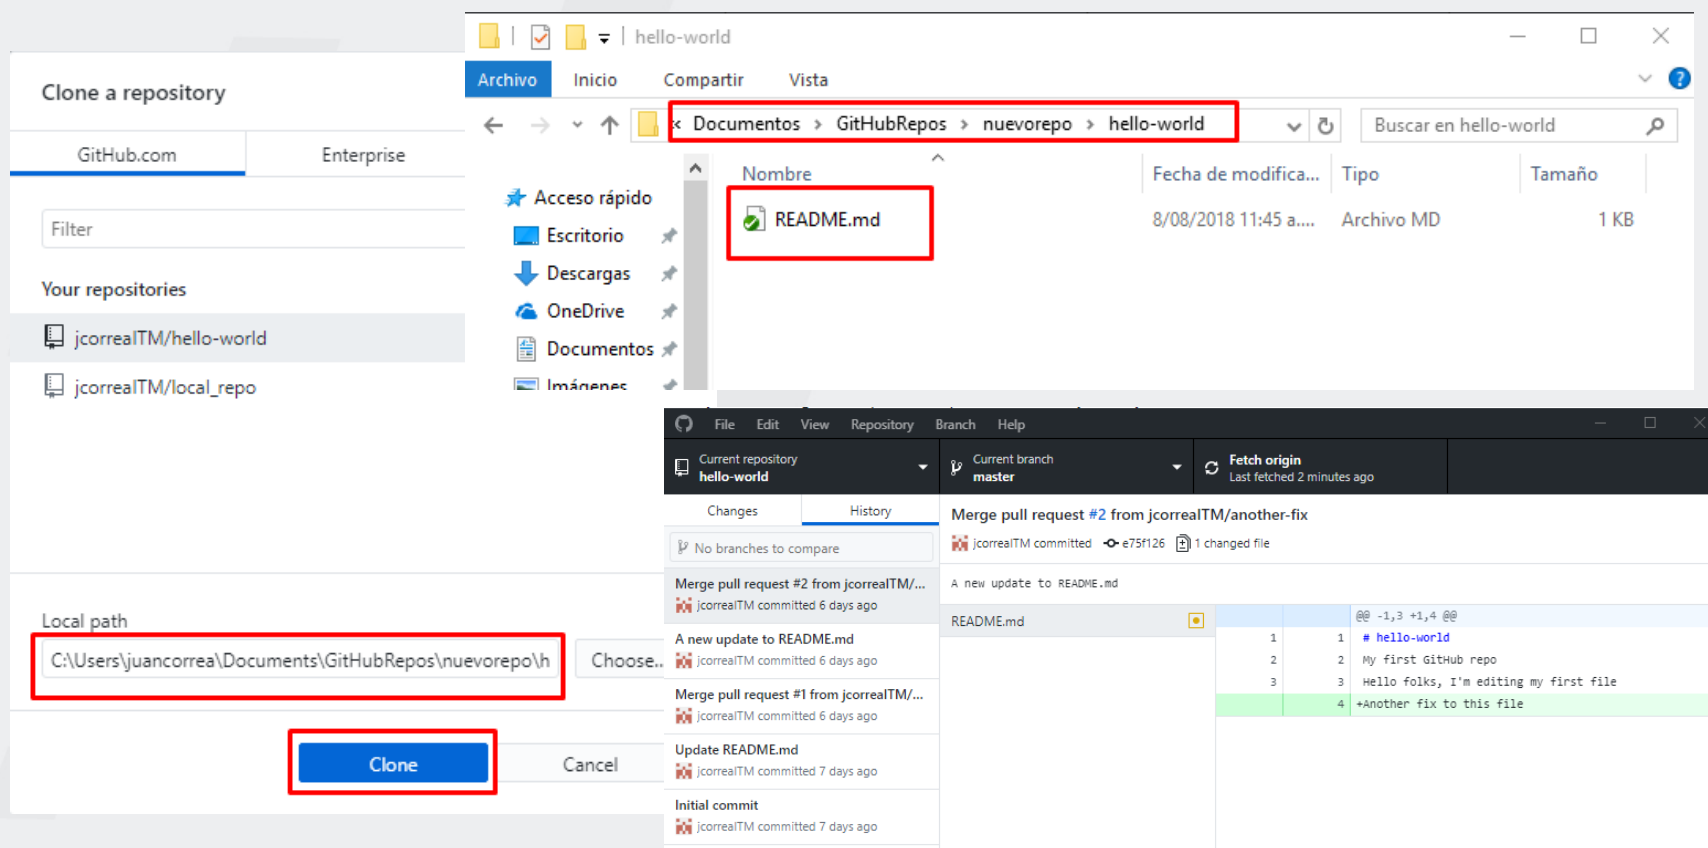 Clone a repository
GitHub.com
Enterprise
Filter
Your repositories
jcorrealTM/hello-world
jcorrealTM/local_repo
Local path
C:\Users\juancorrea\Documents\GitHubRepos\nuevorepo\h
Choose..
Clone
Cancel
hello-world
Archivo
Inicio
Compartir
Vista
« Documentos > GitHubRepos > nuevorepo > hello-world
Buscar en hello-world
Nombre
Fecha de modifica...
Tipo
Tamaño
Acceso rápido
Escritorio
Descargas
OneDrive
Documentos
Imágenes
README.md
8/08/2018 11:45 a....
Archivo MD
1 KB
File
Edit
View
Repository
Branch
Help
Current repository
hello-world
Current branch
master
Fetch origin
Last fetched 2 minutes ago
Changes
History
No branches to compare
Merge pull request #2 from jcorrealTM/...
jcorrealTM committed 6 days ago
A new update to README.md
jcorrealTM committed 6 days ago
Merge pull request #1 from jcorrealTM/...
jcorrealTM committed 6 days ago
Update README.md
jcorrealTM committed 7 days ago
Initial commit
jcorrealTM committed 7 days ago
Merge pull request #2 from jcorrealTM/another-fix
jcorrealTM committed
e75f126
1 changed file
A new update to README.md
README.md
@@ -1,3 +1,4 @@
1 1 # hello-world
2 2 My first GitHub repo
3 3 Hello folks, I'm editing my first file
4 +Another fix to this file